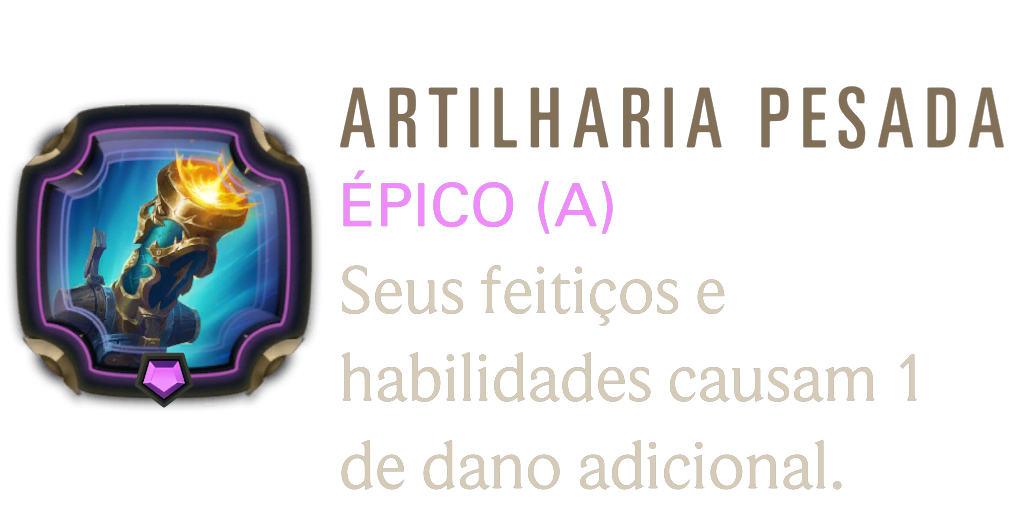 ARTILHARIA PESADA
ÉPICO (A)
Seus feitiços e
habilidades causam 1
de dano adicional.